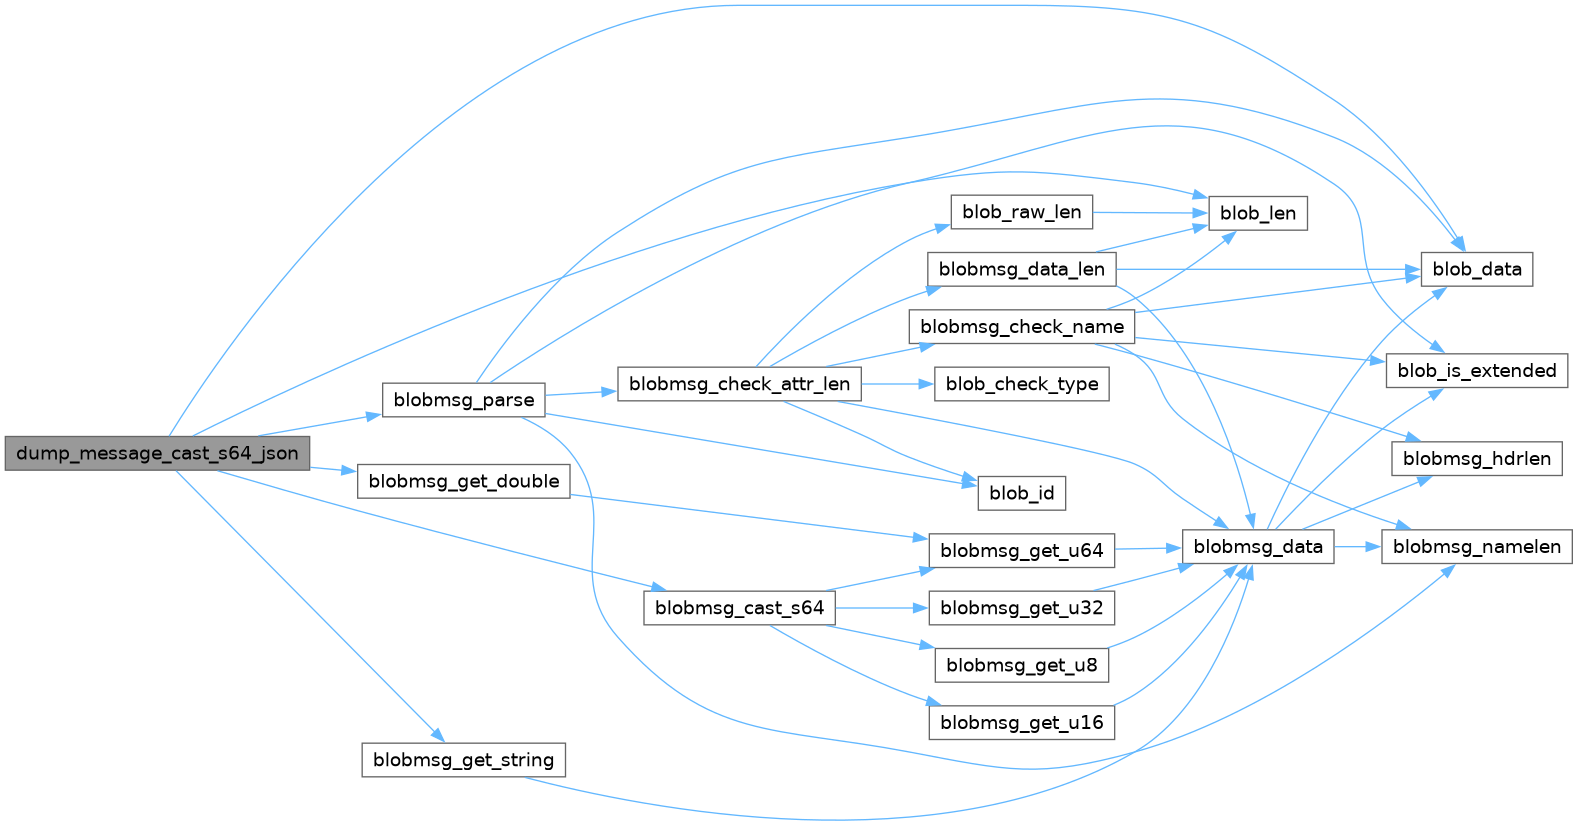 dump_message_cast_s64_json
blobmsg_parse
blobmsg_get_double
blobmsg_get_string
blobmsg_check_attr_len
blobmsg_cast_s64
blob_raw_len
blobmsg_data_len
blobmsg_check_name
blob_check_type
blob_id
blobmsg_get_u64
blobmsg_get_u32
blobmsg_get_u8
blobmsg_get_u16
blob_len
blobmsg_data
blob_data
blob_is_extended
blobmsg_hdrlen
blobmsg_namelen